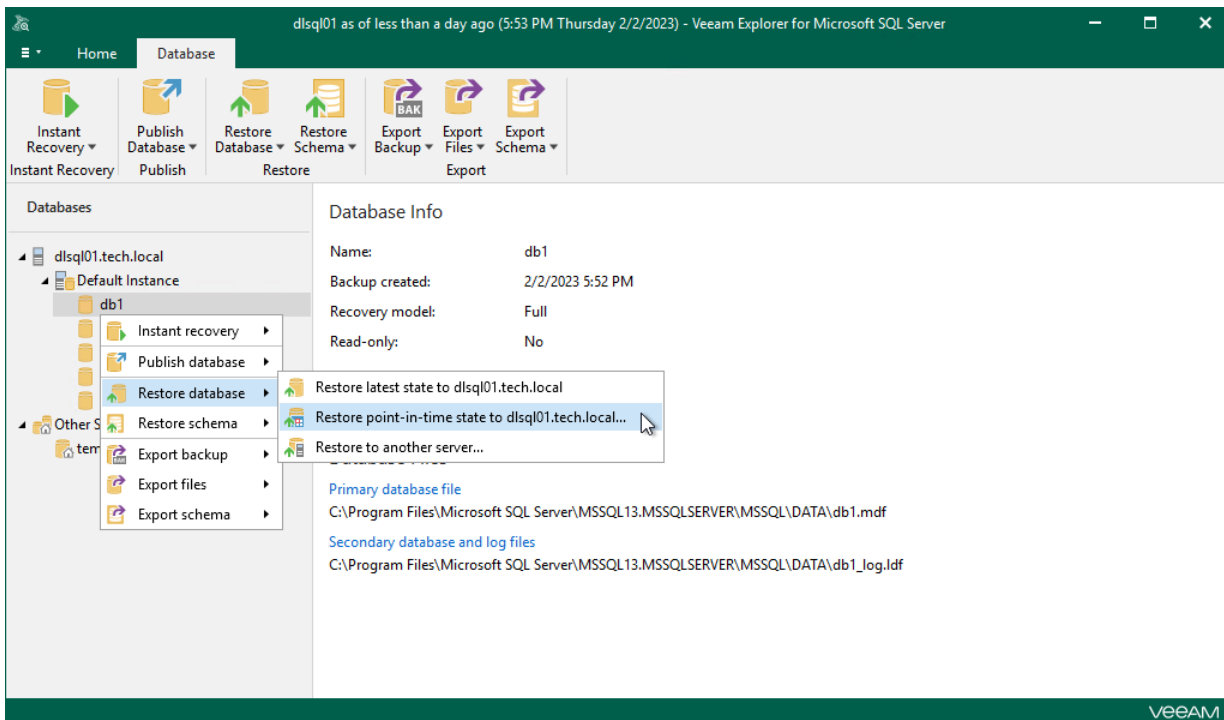 dlsql01 as of less than a day ago (5:53 PM Thursday 2/2/2023) - Veeam Explorer for Microsoft SQL Server
Home Database
Instant Recovery
Publish Database
Restore Database
Restore Schema
BAK
Export Backup
Export Files
Export Schema
Instant Recovery Publish Restore Export
Databases
dlsql01.tech.local
Default Instance
db1
Other S
tem
Instant recovery
Publish database
Restore database
Restore schema
Export backup
Export files
Export schema
Restore latest state to dlsql01.tech.local
Restore point-in-time state to dlsql01.tech.local...
Restore to another server...
Database Info
Name: db1
Backup created: 2/2/2023 5:52 PM
Recovery model: Full
Read-only: No
Database Files
Primary database file
C:\Program Files\Microsoft SQL Server\MSSQL13.MSSQLSERVER\MSSQL\DATA\db1.mdf
Secondary database and log files
C:\Program Files\Microsoft SQL Server\MSSQL13.MSSQLSERVER\MSSQL\DATA\db1_log.ldf
veeAM